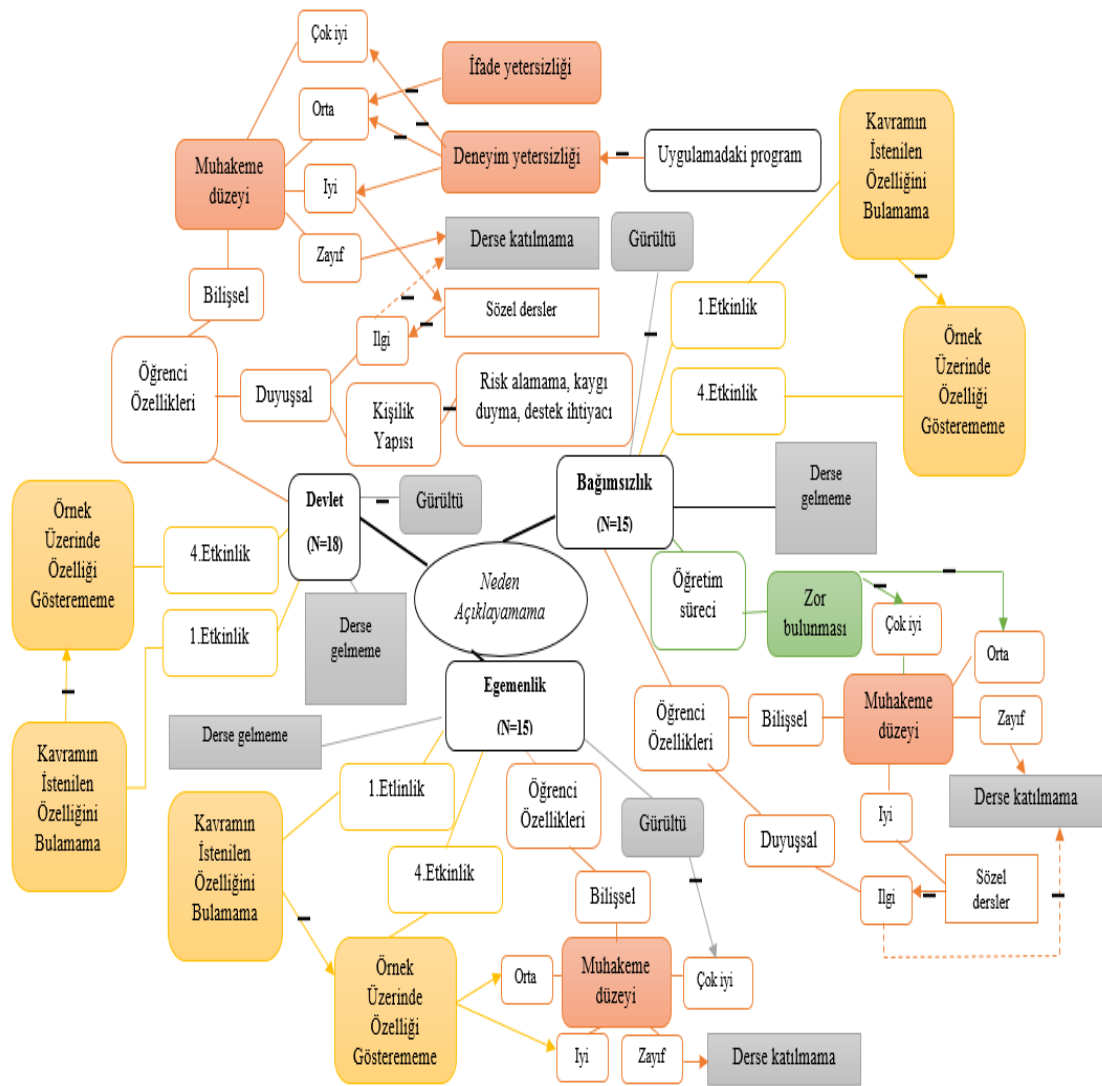 Çok iyi
İfade yetersizliği
Orta
Deneyim yetersizliği
Uygulamadaki program
Muhakeme
düzeyi
Iyi
Zayıf
Derse katılmama
Gürültü
Kavramın
İstenilen
Özelliğini
Bulamama
Bilişsel
Sözel dersler
1.Etkinlik
Ilgi
Öğrenci
Özellikleri
Duyuşsal
Kişilik
Yapısı
Risk alamama, kaygı
duyma, destek ihtiyacı
4.Etkinlik
Örnek
Üzerinde
Özelliği
Gösterememe
Devlet
(N=18)
Gürültü
Bağımsızlık
(N=15)
Derse
gelmeme
Örnek
Üzerinde
Özelliği
Gösterememe
4.Etkinlik
1.Etkinlik
Derse
gelmeme
Neden
Açıklayamama
Öğretim
süreci
Zor
bulunması
Çok iyi
Orta
Kavramın
İstenilen
Özelliğini
Bulamama
Derse gelmeme
Egemenlik
(N=15)
Öğrenci
Özellikleri
Bilişsel
Muhakeme
düzeyi
Zayıf
Derse katılmama
Iyi
Duyuşsal
Ilgi
Sözel
dersler
Kavramın
İstenilen
Özelliğini
Bulamama
1.Etlinlik
4.Etkinlik
Öğrenci
Özellikleri
Gürültü
Bilişsel
Örnek
Üzerinde
Özelliği
Gösterememe
Orta
Muhakeme
düzeyi
Çok iyi
Iyi
Zayıf
Derse katılmama